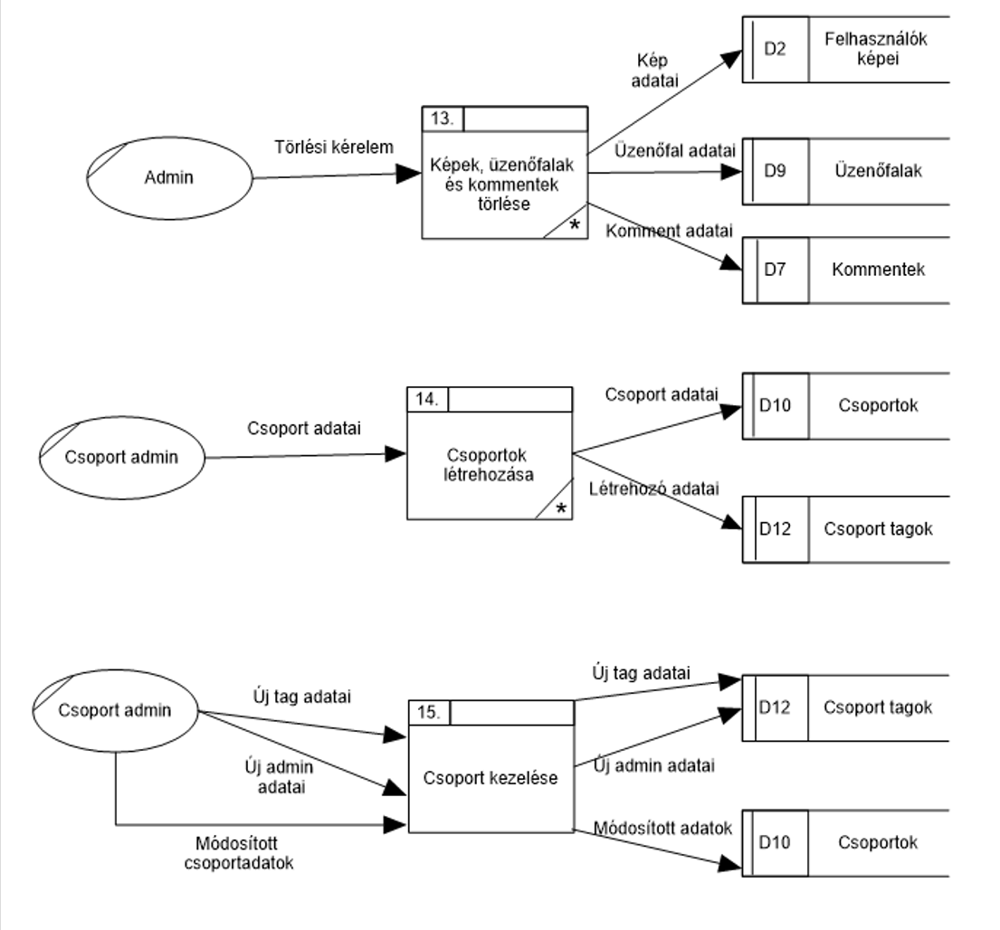 Kép
adatai
D2
Felhasználók
képei
13.
Törlési kérelem
Admin
Képek, üzenőfalak
és kommentek
törlése
*
Üzenőfal adatai
D9
Üzenőfalak
Komment adatai
D7
Kommentek
14.
Csoport adatai
Csoport admin
Csoportok
létrehozása
*
Csoport adatai
D10
Csoportok
Létrehozó adatai
D12
Csoport tagok
Csoport admin
Új tag adatai
Új admin
adatai
Módosított
csoportadatok
15.
Csoport kezelése
Új tag adatai
D12
Csoport tagok
Új admin adatai
Módosított adatok
D10
Csoportok